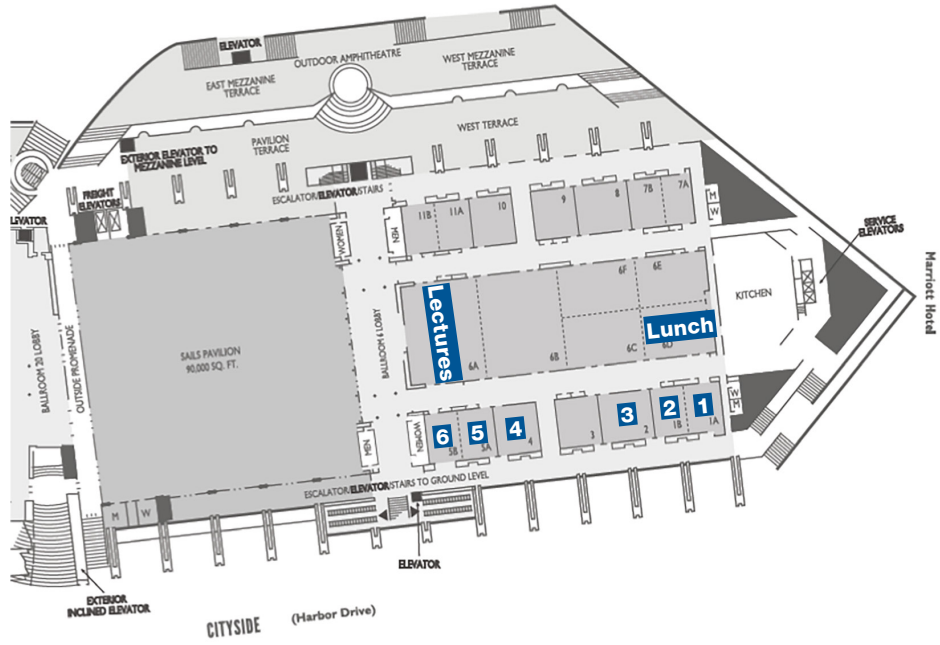 ELEVATOR
OUTDOOR AMPHITHEATRE
WEST MEZZANINE
TERRACE
EAST MEZZANINE
TERRACE
WEST TERRACE
PAVILION
TERRACE
EXTERIOR ELEVATOR TO
MEZZANINE LEVEL
ESCALATOR/ELEVATOR/STAIRS
FREIGHT
ELEVATORS
ELEVATOR
WOMEN
MEN
11B
11A
10
9
8
7B
7A
M
W
SERVICE
ELEVATORS
Marriott Hotel
KITCHEN
6F
6E
Lectures
Lunch
6A
6B
6C
6D
BALLROOM 6 LOBBY
SAILS PAVILION
90,000 SQ. FT.
BALLROOM 20 LOBBY
OUTSIDE PROMENADE
W
M
MEN
WOMEN
6
5
4
3
2
1
5B
5A
4
3
2
1B
1A
ESCALATOR/ELEVATOR/STAIRS TO GROUND LEVEL
M
W
ELEVATOR
EXTERIOR
INCLINED ELEVATOR
CITYSIDE
(Harbor Drive)